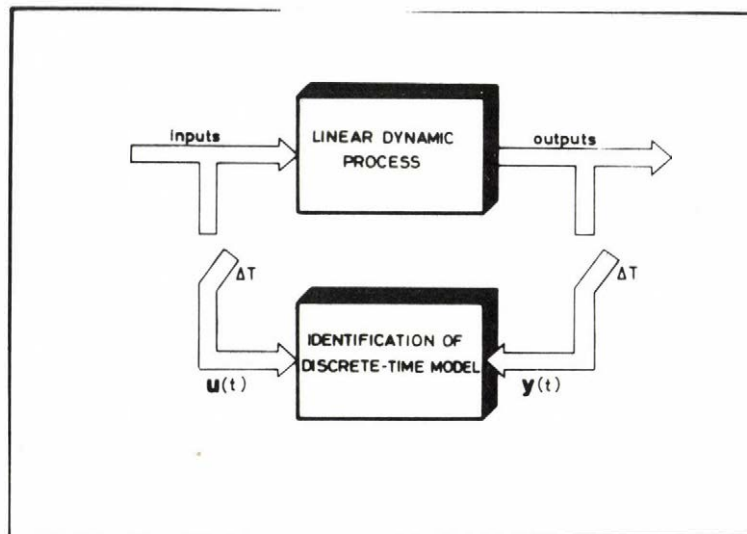 inputs
LINEAR DYNAMIC
PROCESS
outputs
ΔT
ΔT
IDENTIFICATION OF
DISCRETE-TIME MODEL
u(t)
y(t)